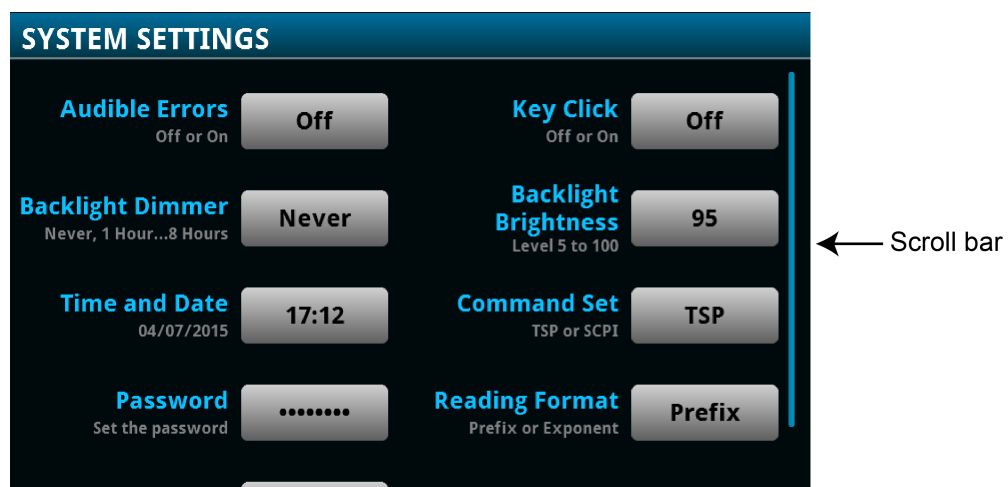 SYSTEM SETTINGS
Audible Errors
Off or On
Off
Key Click
Off or On
Off
Backlight Dimmer
Never, 1 Hour...8 Hours
Never
Backlight
Brightness
Level 5 to 100
95
Scroll bar
Time and Date
04/07/2015
17:12
Command Set
TSP or SCPI
TSP
Password
Set the password
••••••••
Reading Format
Prefix or Exponent
Prefix